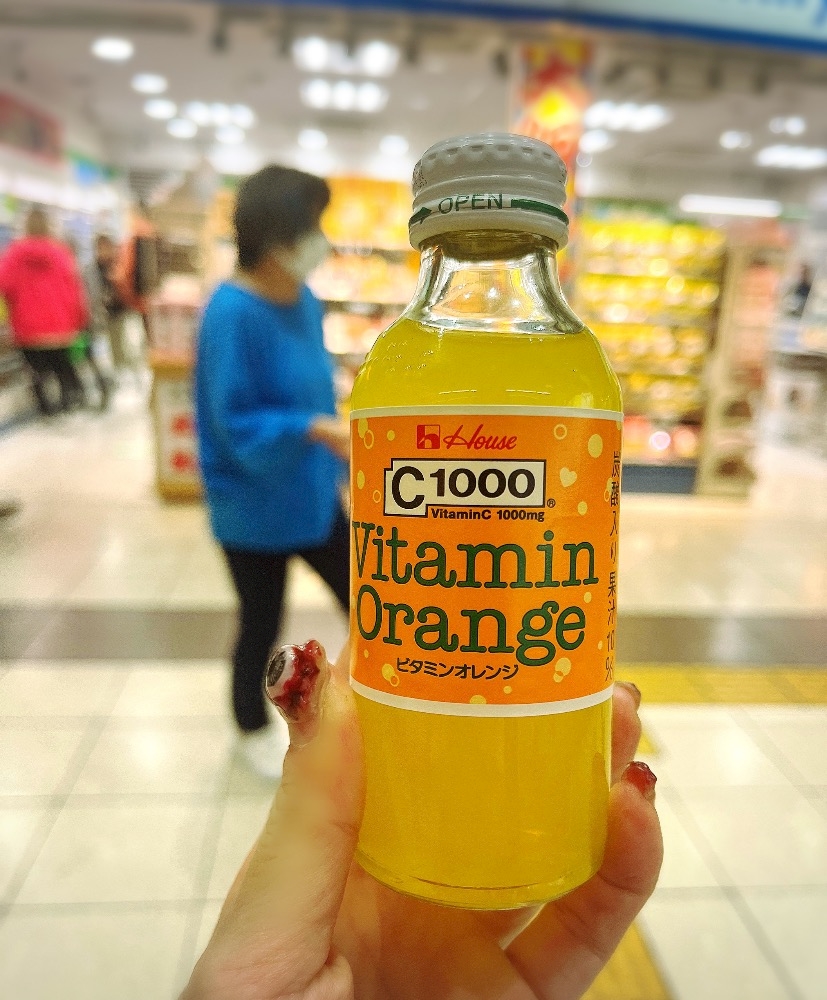 OPEN
House
C1000
VitaminC 1000mg
®
Vitamin
Orange
ビタミンオレンジ
炭酸入り果汁10%